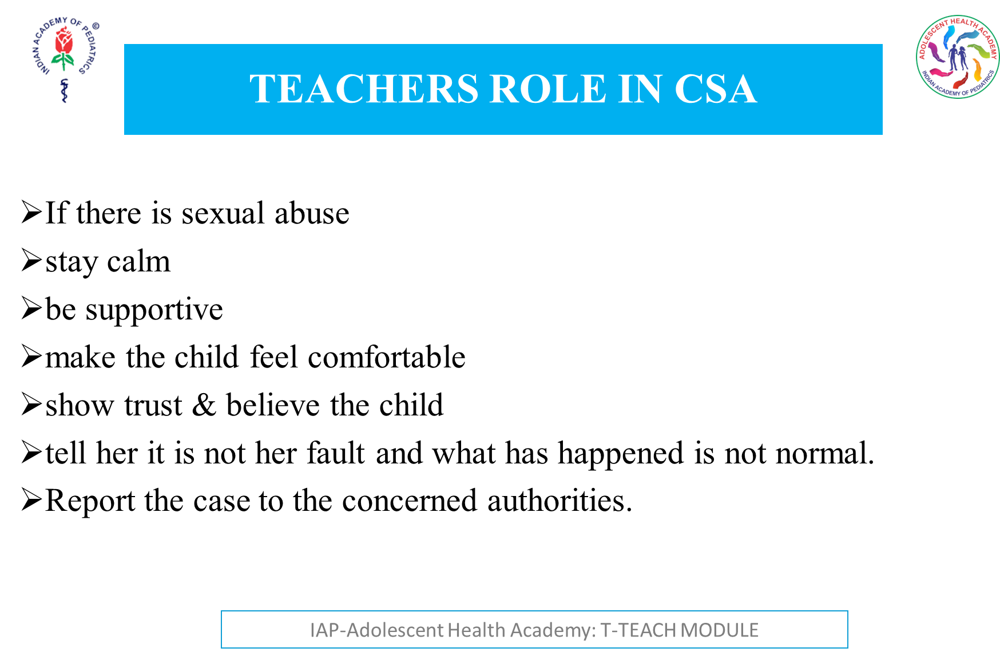 INDIAN ACADEMY OF PEDIATRICS ©
ADOLESCENT HEALTH ACADEMY
INDIAN ACADEMY OF PEDIATRICS
TEACHERS ROLE IN CSA
➢If there is sexual abuse
➢stay calm
➢be supportive
➢make the child feel comfortable
➢show trust & believe the child
➢tell her it is not her fault and what has happened is not normal.
➢Report the case to the concerned authorities.
IAP-Adolescent Health Academy: T-TEACH MODULE